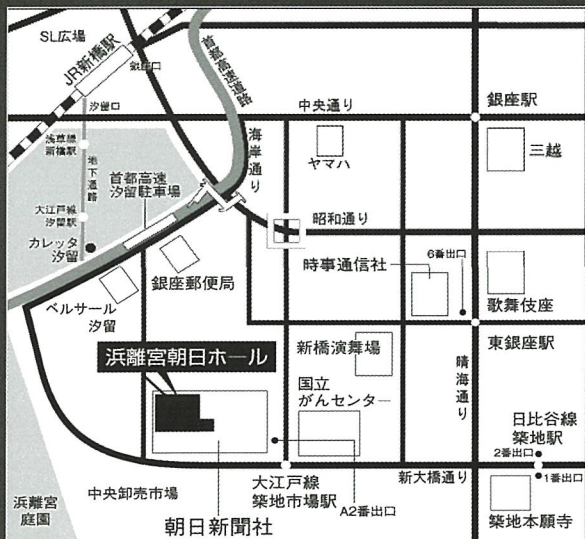 SL広場
JR新橋駅
銀座口
汐留口
首都高速道路
中央通り
銀座駅
浅草線
新橋駅
地下通路
海岸通り
ヤマハ
三越
首都高速
汐留駐車場
大江戸線
汐留駅
昭和通り
カレッタ
汐留
時事通信社
6番出口
銀座郵便局
歌舞伎座
ベルサール
汐留
東銀座駅
新橋演舞場
晴海通り
浜離宮朝日ホール
国立
がんセンター
日比谷線
築地駅
2番出口
新大橋通り
1番出口
中央卸売市場
大江戸線
築地市場駅
A2番出口
浜離宮
庭園
朝日新聞社
築地本願寺